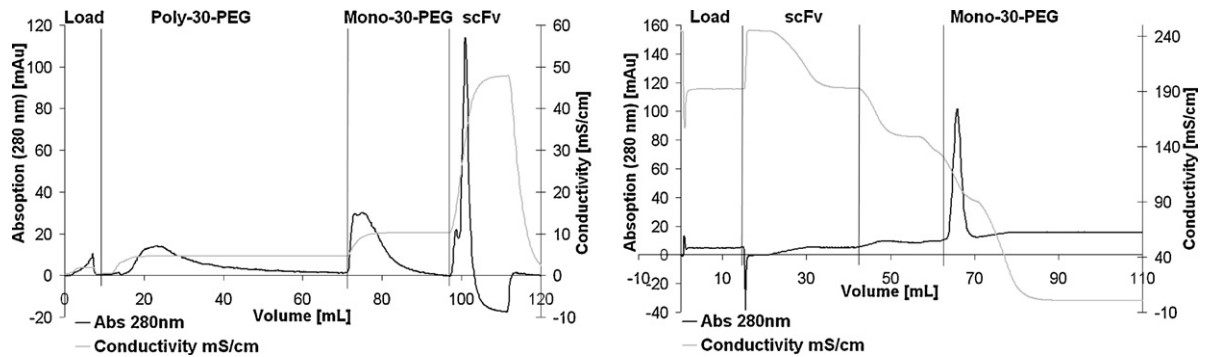 Load Poly-30-PEG Mono-30-PEG scFv
120
100
80
60
40
20
0
-20
Absoption (280 nm) [mAu]
60
50
40
30
20
10
0
-10
Conductivity [mS/cm]
0 20 40 60 80 100 120
Volume [mL]
Abs 280nm
Conductivity mS/cm
Load scFv Mono-30-PEG
160
140
120
100
80
60
40
20
0
-20
-40
Absoption (280 nm) [mAu]
240
190
140
90
40
-10
Conductivity [mS/cm]
-10 10 30 50 70 90 110
Volume [mL]
Abs 280nm
Conductivity mS/cm